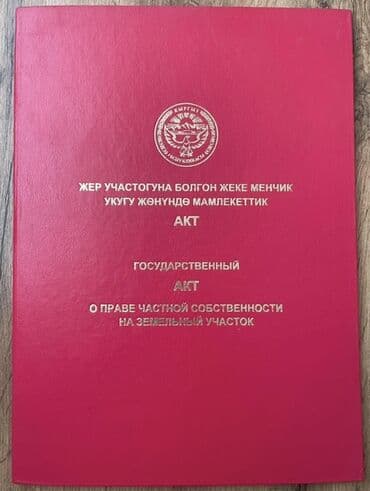 ЖЕР УЧАСТОГУНА БОЛГОН ЖЕКЕ МЕНЧИК
УКУГУ ЖӨНҮНДӨ МАМЛЕКЕТТИК
АКТ
ГОСУДАРСТВЕННЫЙ
АКТ
О ПРАВЕ ЧАСТНОЙ СОБСТВЕННОСТИ
НА ЗЕМЕЛЬНЫЙ УЧАСТОК